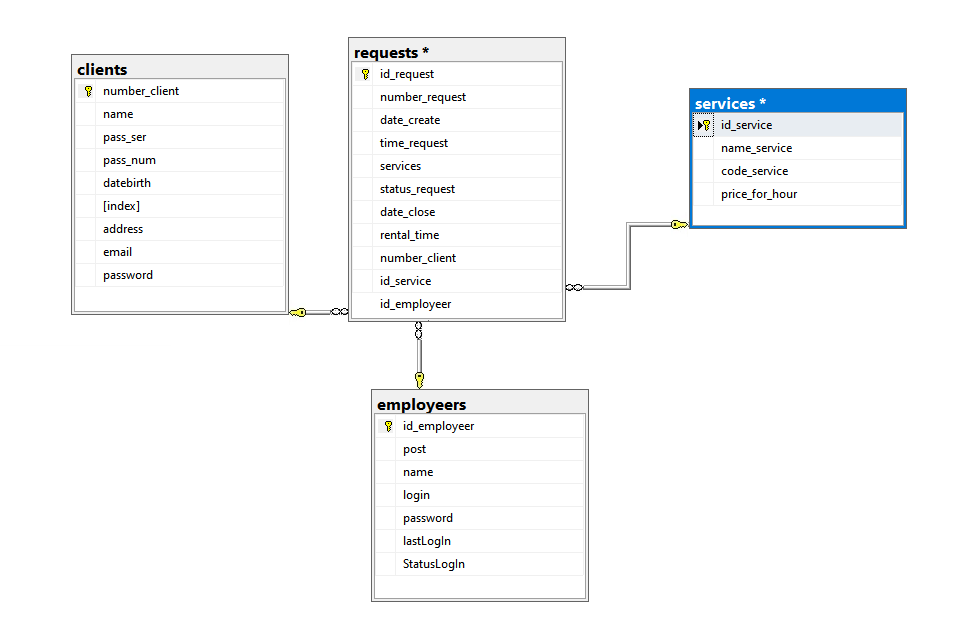 clients
number_client
name
pass_ser
pass_num
datebirth
[index]
address
email
password
requests *
id_request
number_request
date_create
time_request
services
status_request
date_close
rental_time
number_client
id_service
id_employeer
services *
id_service
name_service
code_service
price_for_hour
employeers
id_employeer
post
name
login
password
lastLogIn
StatusLogIn